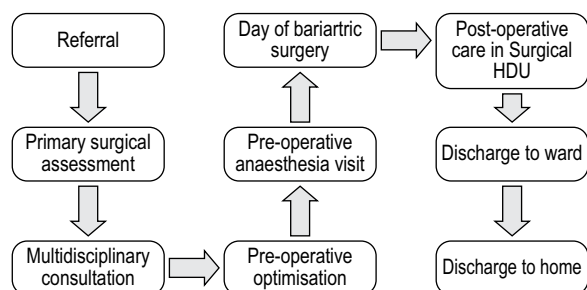 Referral
Primary surgical
assessment
Multidisciplinary
consultation
Pre-operative
optimisation
Pre-operative
anaesthesia visit
Day of bariartric
surgery
Post-operative
care in Surgical
HDU
Discharge to ward
Discharge to home